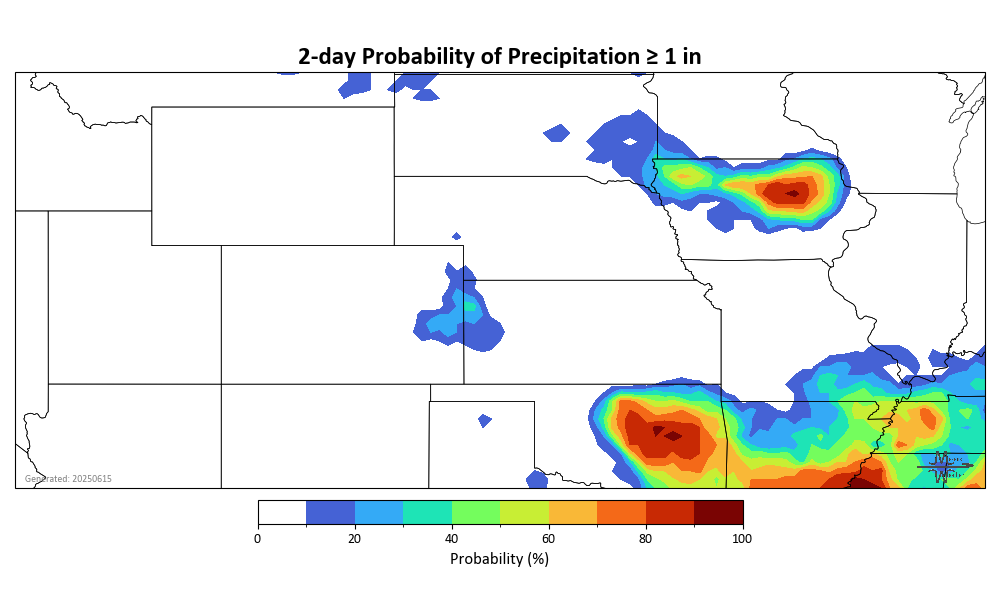 2-day Probability of Precipitation ≥ 1 in
Generated: 20250615
0 20 40 60 80 100
Probability (%)